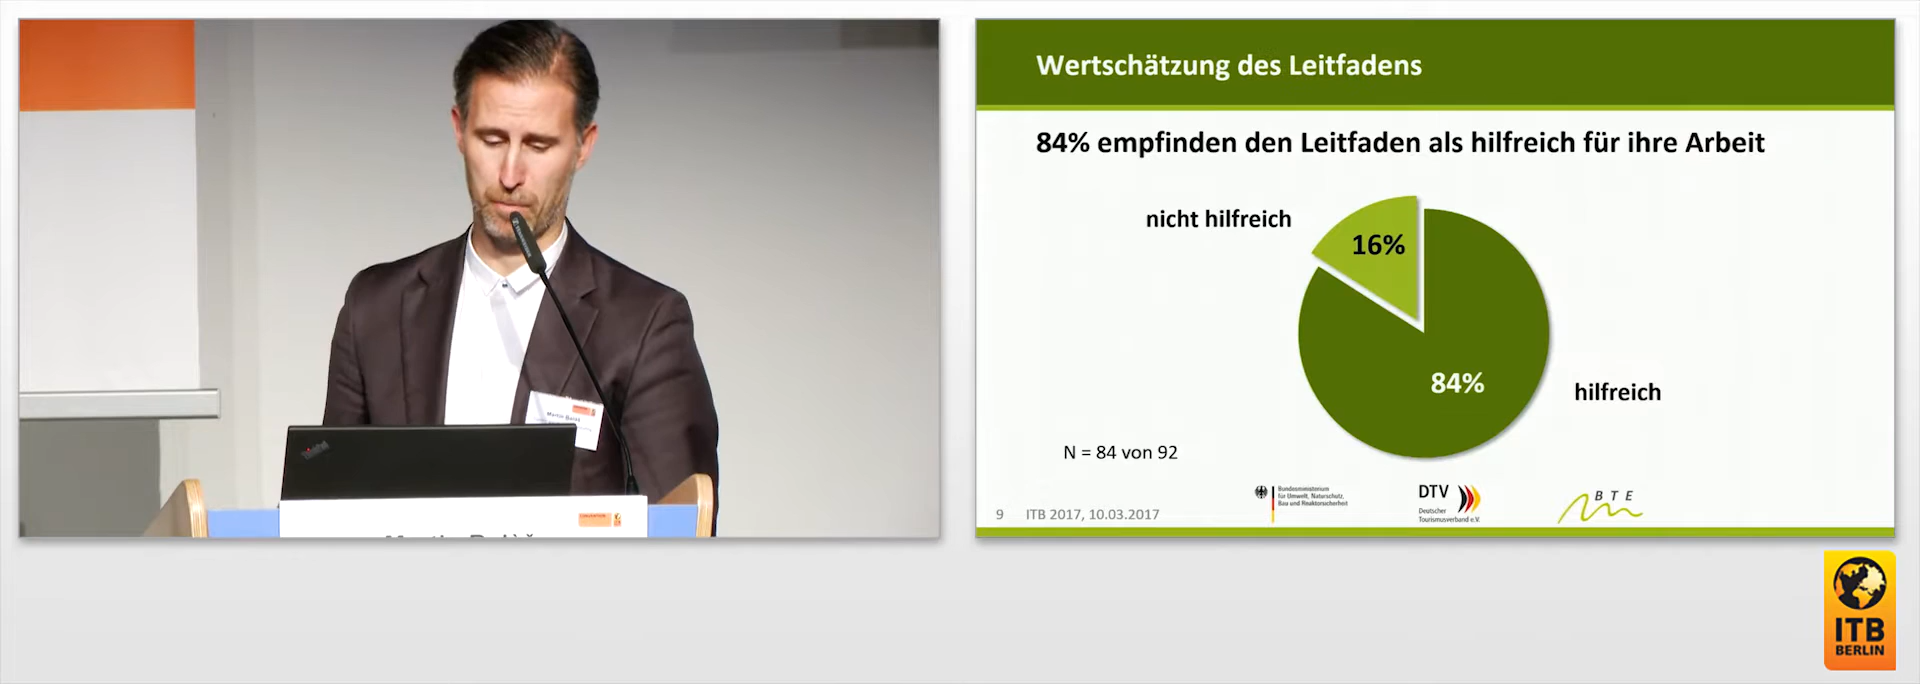 Martin
Wertschätzung des Leitfadens
84% empfinden den Leitfaden als hilfreich für ihre Arbeit
nicht hilfreich
16%
84%
hilfreich
N = 84 von 92
9 ITB 2017, 10.03.2017
Bundesministerium
für Umwelt, Naturschutz,
Bau und Reaktorsicherheit
DTV
Deutscher
Tourismusverband e.V.
BTE
ITB
BERLIN